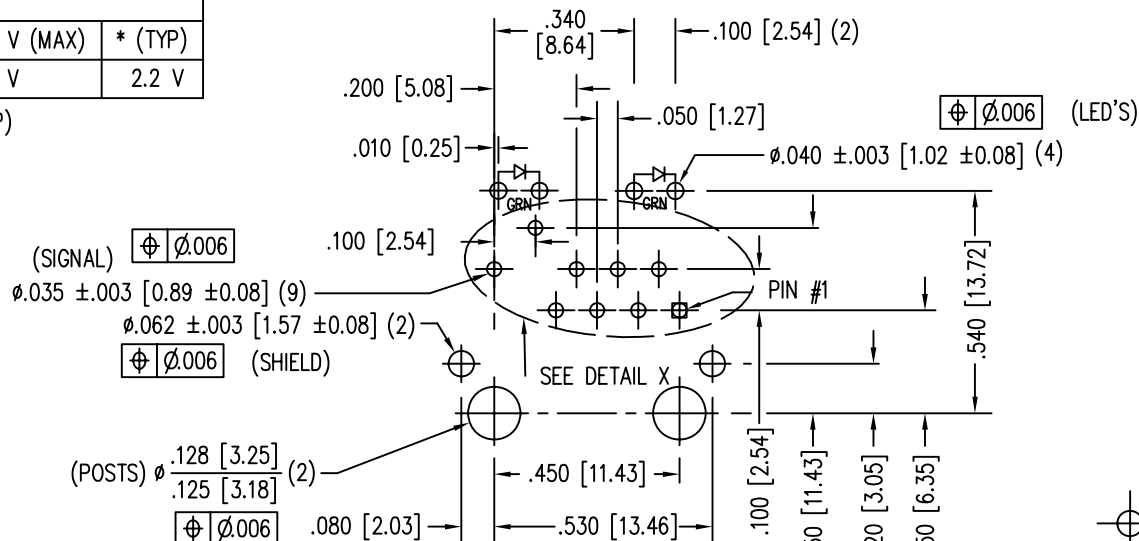 V (MAX) * (TYP)
V 2.2 V
.340
[8.64]
.100 [2.54] (2)
.200 [5.08]
.050 [1.27]
⌖ Ø.006 (LED'S)
.010 [0.25]
ø.040 ±.003 [1.02 ±0.08] (4)
GRN GRN
.100 [2.54]
(SIGNAL) ⌖ Ø.006
ø.035 ±.003 [0.89 ±0.08] (9)
PIN #1
ø.062 ±.003 [1.57 ±0.08] (2)
⌖ Ø.006 (SHIELD)
SEE DETAIL X
.540 [13.72]
(POSTS) ø .128 [3.25] (2)
.125 [3.18]
⌖ Ø.006
.450 [11.43]
.080 [2.03]
.530 [13.46]
.100 [2.54]
[11.43]
[3.05]
[6.35]